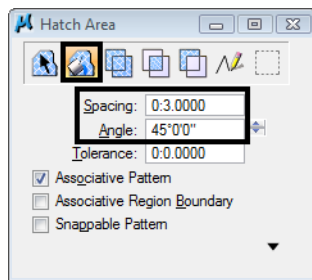 Hatch Area
Spacing: 0:3.0000
Angle: 45°0'0"
Tolerance: 0:0.0000
Associative Pattern
Associative Region Boundary
Snappable Pattern